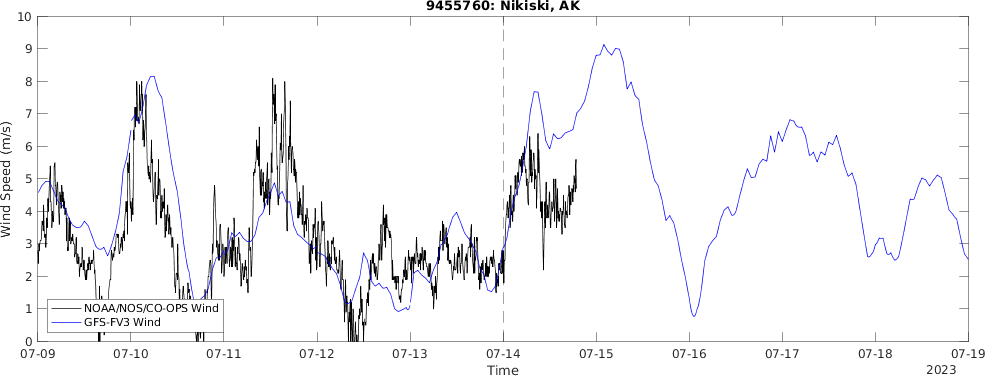 9455760: Nikiski, AK
Wind Speed (m/s)
10
9
8
7
6
5
4
3
2
1
0
NOAA/NOS/CO-OPS Wind
GFS-FV3 Wind
07-09 07-10 07-11 07-12 07-13 07-14 07-15 07-16 07-17 07-18 07-19
Time
2023